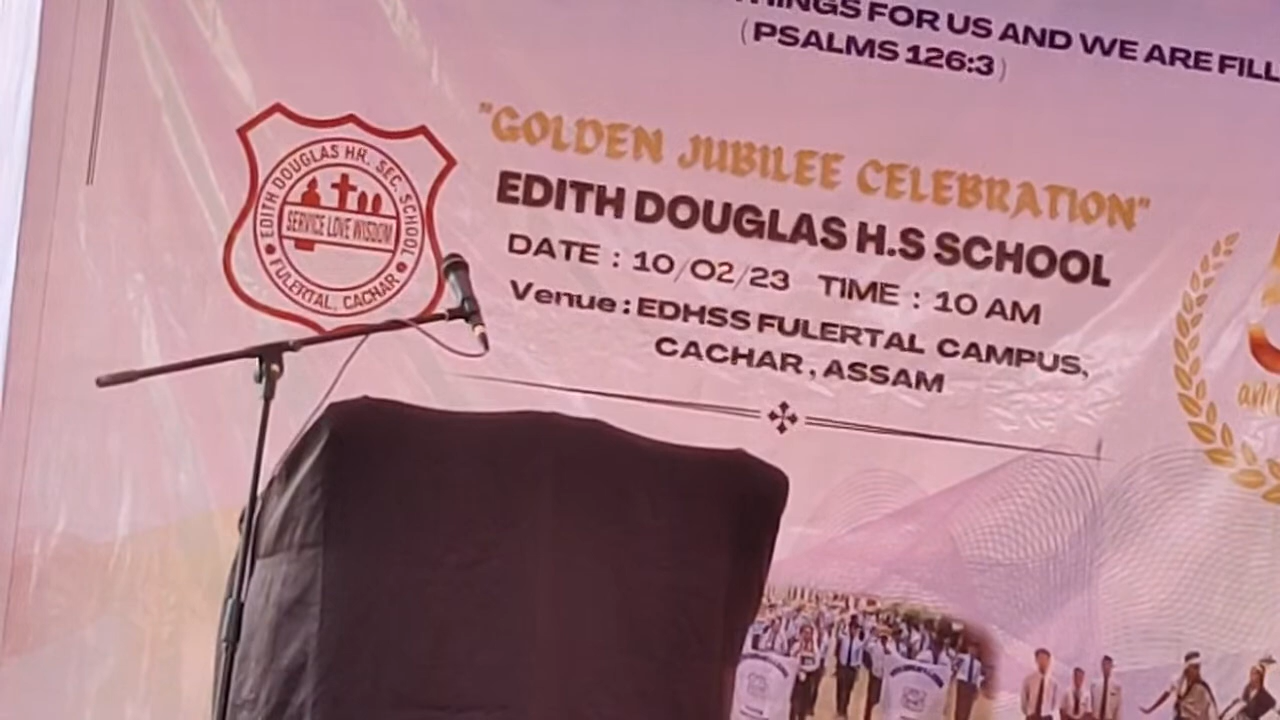 THINGS FOR US AND WE ARE FILL
(PSALMS 126:3)
"GOLDEN JUBILEE CELEBRATION"
EDITH DOUGLAS H.S SCHOOL
DATE : 10/02/23 TIME : 10 AM
Venue : EDHSS FULERTAL CAMPUS,
CACHAR, ASSAM
EDITH DOUGLAS HR. SEC. SCHOOL
SERVICE LOVE WISDOM
FULERTAL, CACHAR